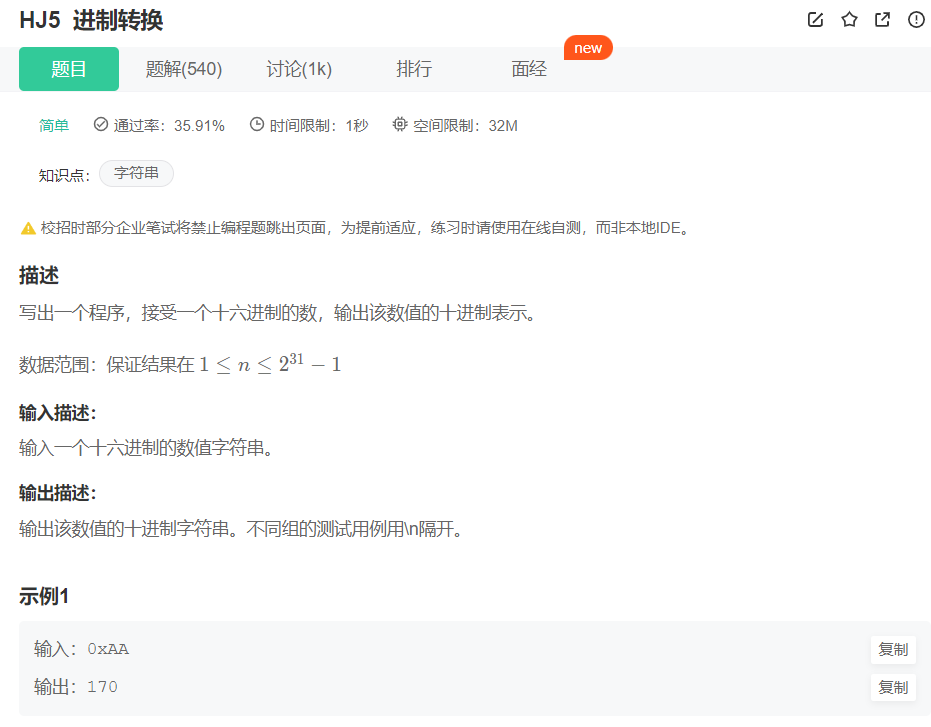 HJ5 进制转换
new
题目 题解(540) 讨论(1k) 排行 面经
简单 通过率：35.91% 时间限制：1秒 空间限制：32M
知识点： 字符串
校招时部分企业笔试将禁止编程题跳出页面，为提前适应，练习时请使用在线自测，而非本地IDE。
描述
写出一个程序，接受一个十六进制的数，输出该数值的十进制表示。
数据范围：保证结果在 1 ≤ n ≤ 2³¹ − 1
输入描述：
输入一个十六进制的数值字符串。
输出描述：
输出该数值的十进制字符串。不同组的测试用例用\n隔开。
示例1
输入：0xAA 复制
输出：170 复制